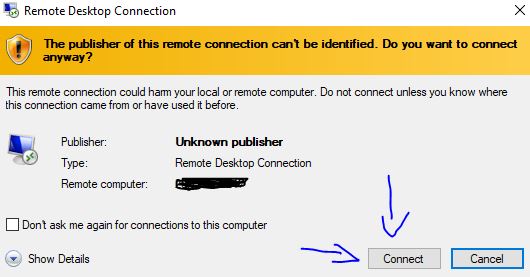 Remote Desktop Connection
The publisher of this remote connection can't be identified. Do you want to connect
anyway?
This remote connection could harm your local or remote computer. Do not connect unless you know where
this connection came from or have used it before.
Publisher: Unknown publisher
Type: Remote Desktop Connection
Remote computer:
Don't ask me again for connections to this computer
Show Details Connect Cancel